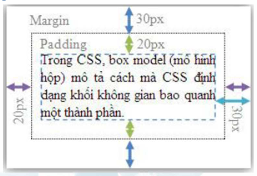 Margin
30px
Padding
20px
Trong CSS, box model (mô hình
hộp) mô tả cách mà CSS định
dạng khối không gian bao quanh
một thành phần.
20px
30px